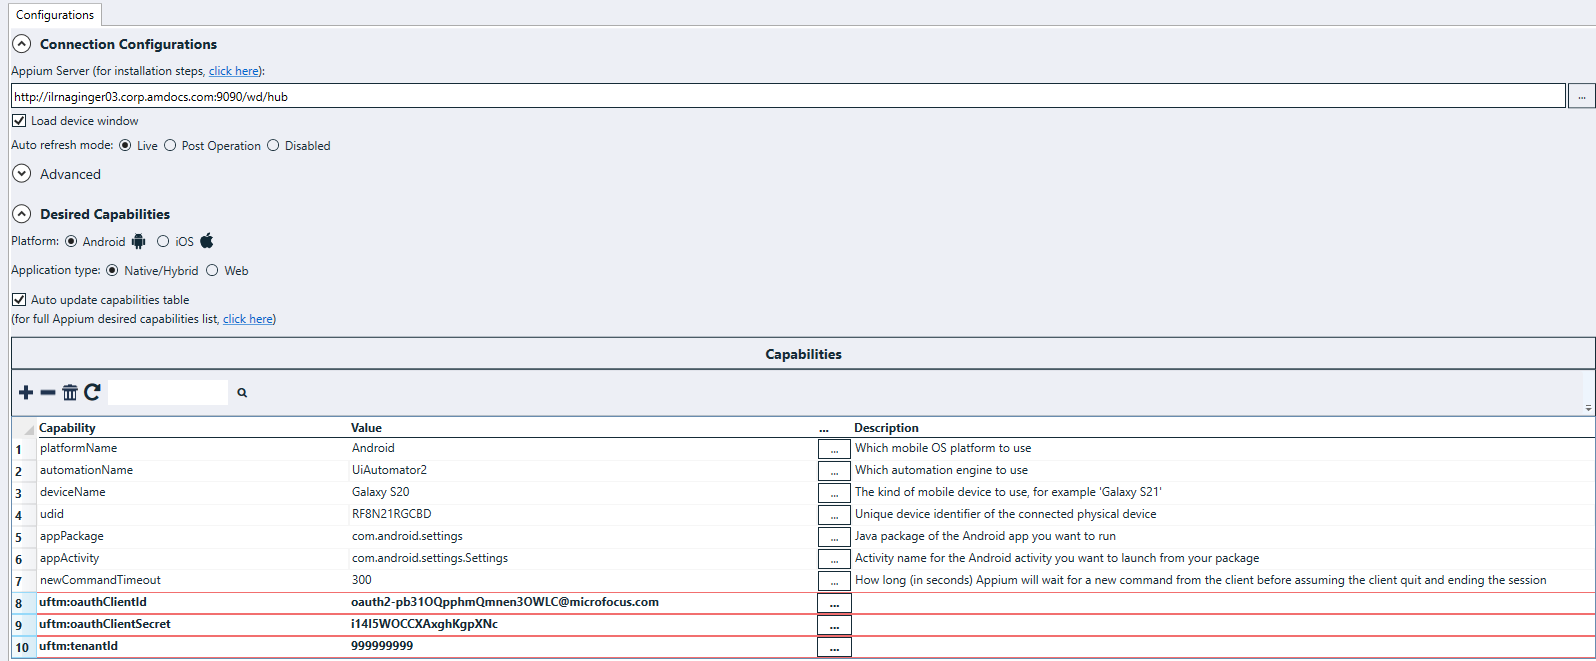 Configurations
Connection Configurations
Appium Server (for installation steps, click here):
http://ilrnaginger03.corp.amdocs.com:9090/wd/hub ...
Load device window
Auto refresh mode: Live Post Operation Disabled
Advanced
Desired Capabilities
Platform: Android iOS
Application type: Native/Hybrid Web
Auto update capabilities table
(for full Appium desired capabilities list, click here)
Capabilities
Capability Value ... Description
1 platformName Android ... Which mobile OS platform to use
2 automationName UiAutomator2 ... Which automation engine to use
3 deviceName Galaxy S20 ... The kind of mobile device to use, for example 'Galaxy S21'
4 udid RF8N21RGCBD ... Unique device identifier of the connected physical device
5 appPackage com.android.settings ... Java package of the Android app you want to run
6 appActivity com.android.settings.Settings ... Activity name for the Android activity you want to launch from your package
7 newCommandTimeout 300 ... How long (in seconds) Appium will wait for a new command from the client before assuming the client quit and ending the session
8 uftm:oauthClientId oauth2-pb31OQpphmQmnen3OWLC@microfocus.com ...
9 uftm:oauthClientSecret i14I5WOCCXAxghKgpXNc ...
10 uftm:tenantId 999999999 ...